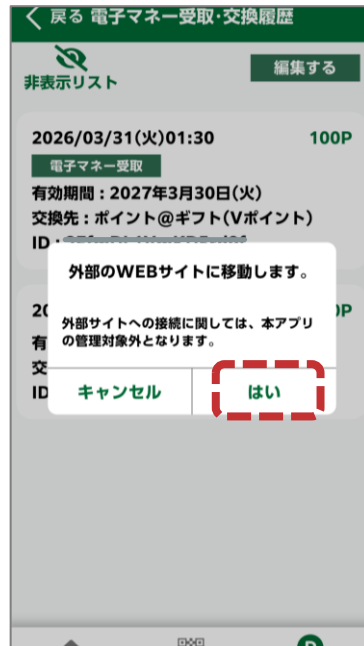 戻る 電子マネー受取・交換履歴
非表示リスト
編集する
2026/03/31(火)01:30 100P
電子マネー受取
有効期間：2027年3月30日(火)
交換先：ポイント@ギフト(Vポイント)
ID：
外部のWEBサイトに移動します。
外部サイトへの接続に関しては、本アプリ
の管理対象外となります。
キャンセル
はい
20
0P
有
交
ID